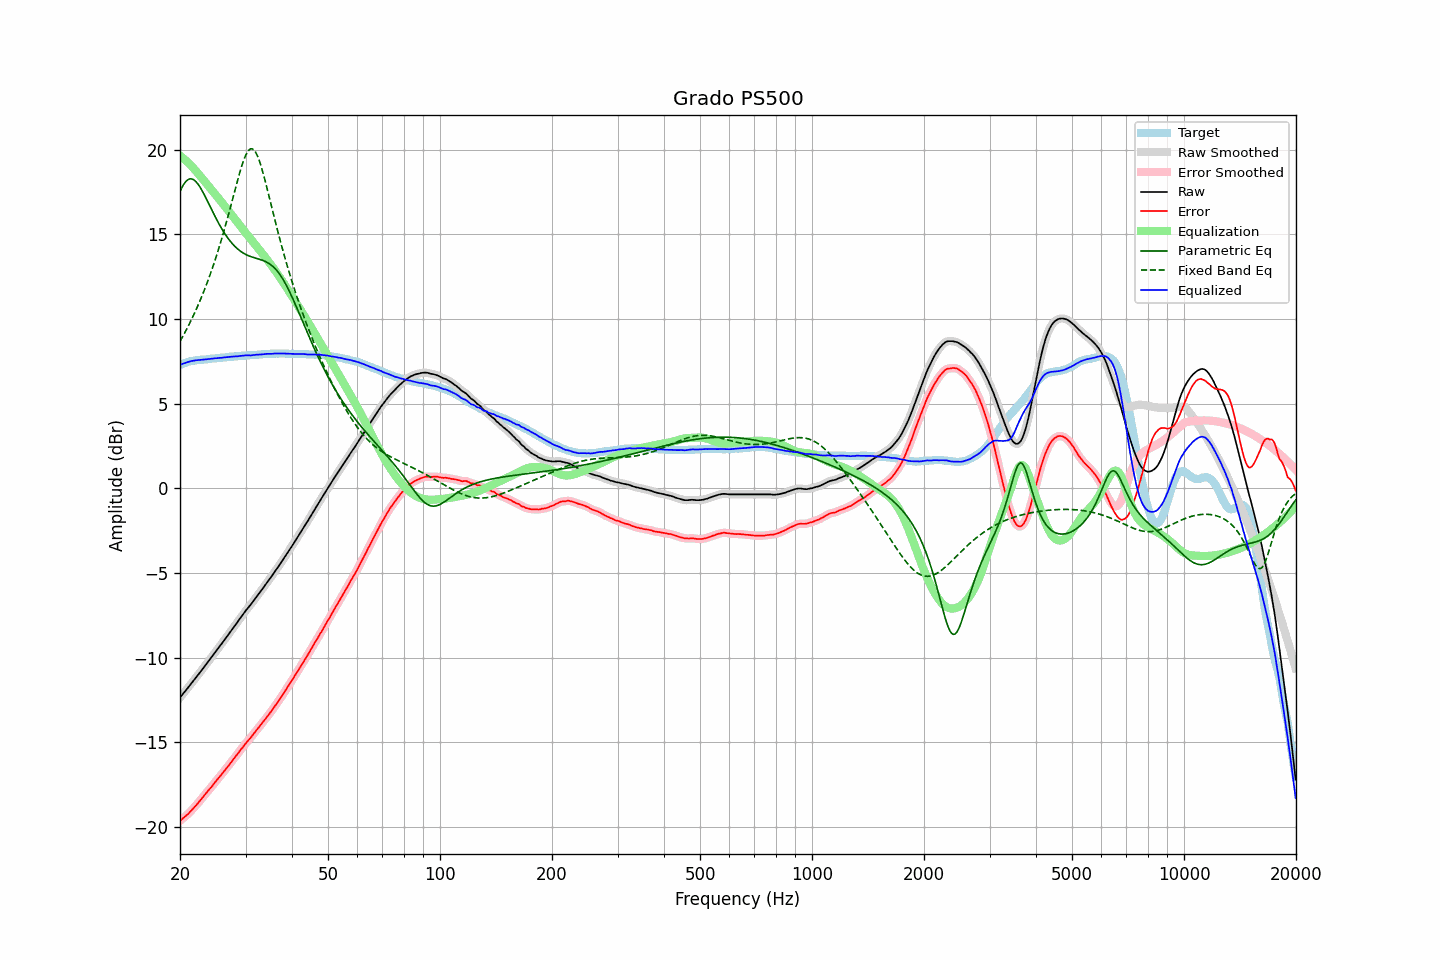 Grado PS500
Amplitude (dBr)
20
15
10
5
0
−5
−10
−15
−20
Target
Raw Smoothed
Error Smoothed
Raw
Error
Equalization
Parametric Eq
Fixed Band Eq
Equalized
20 50 100 200 500 1000 2000 5000 10000 20000
Frequency (Hz)